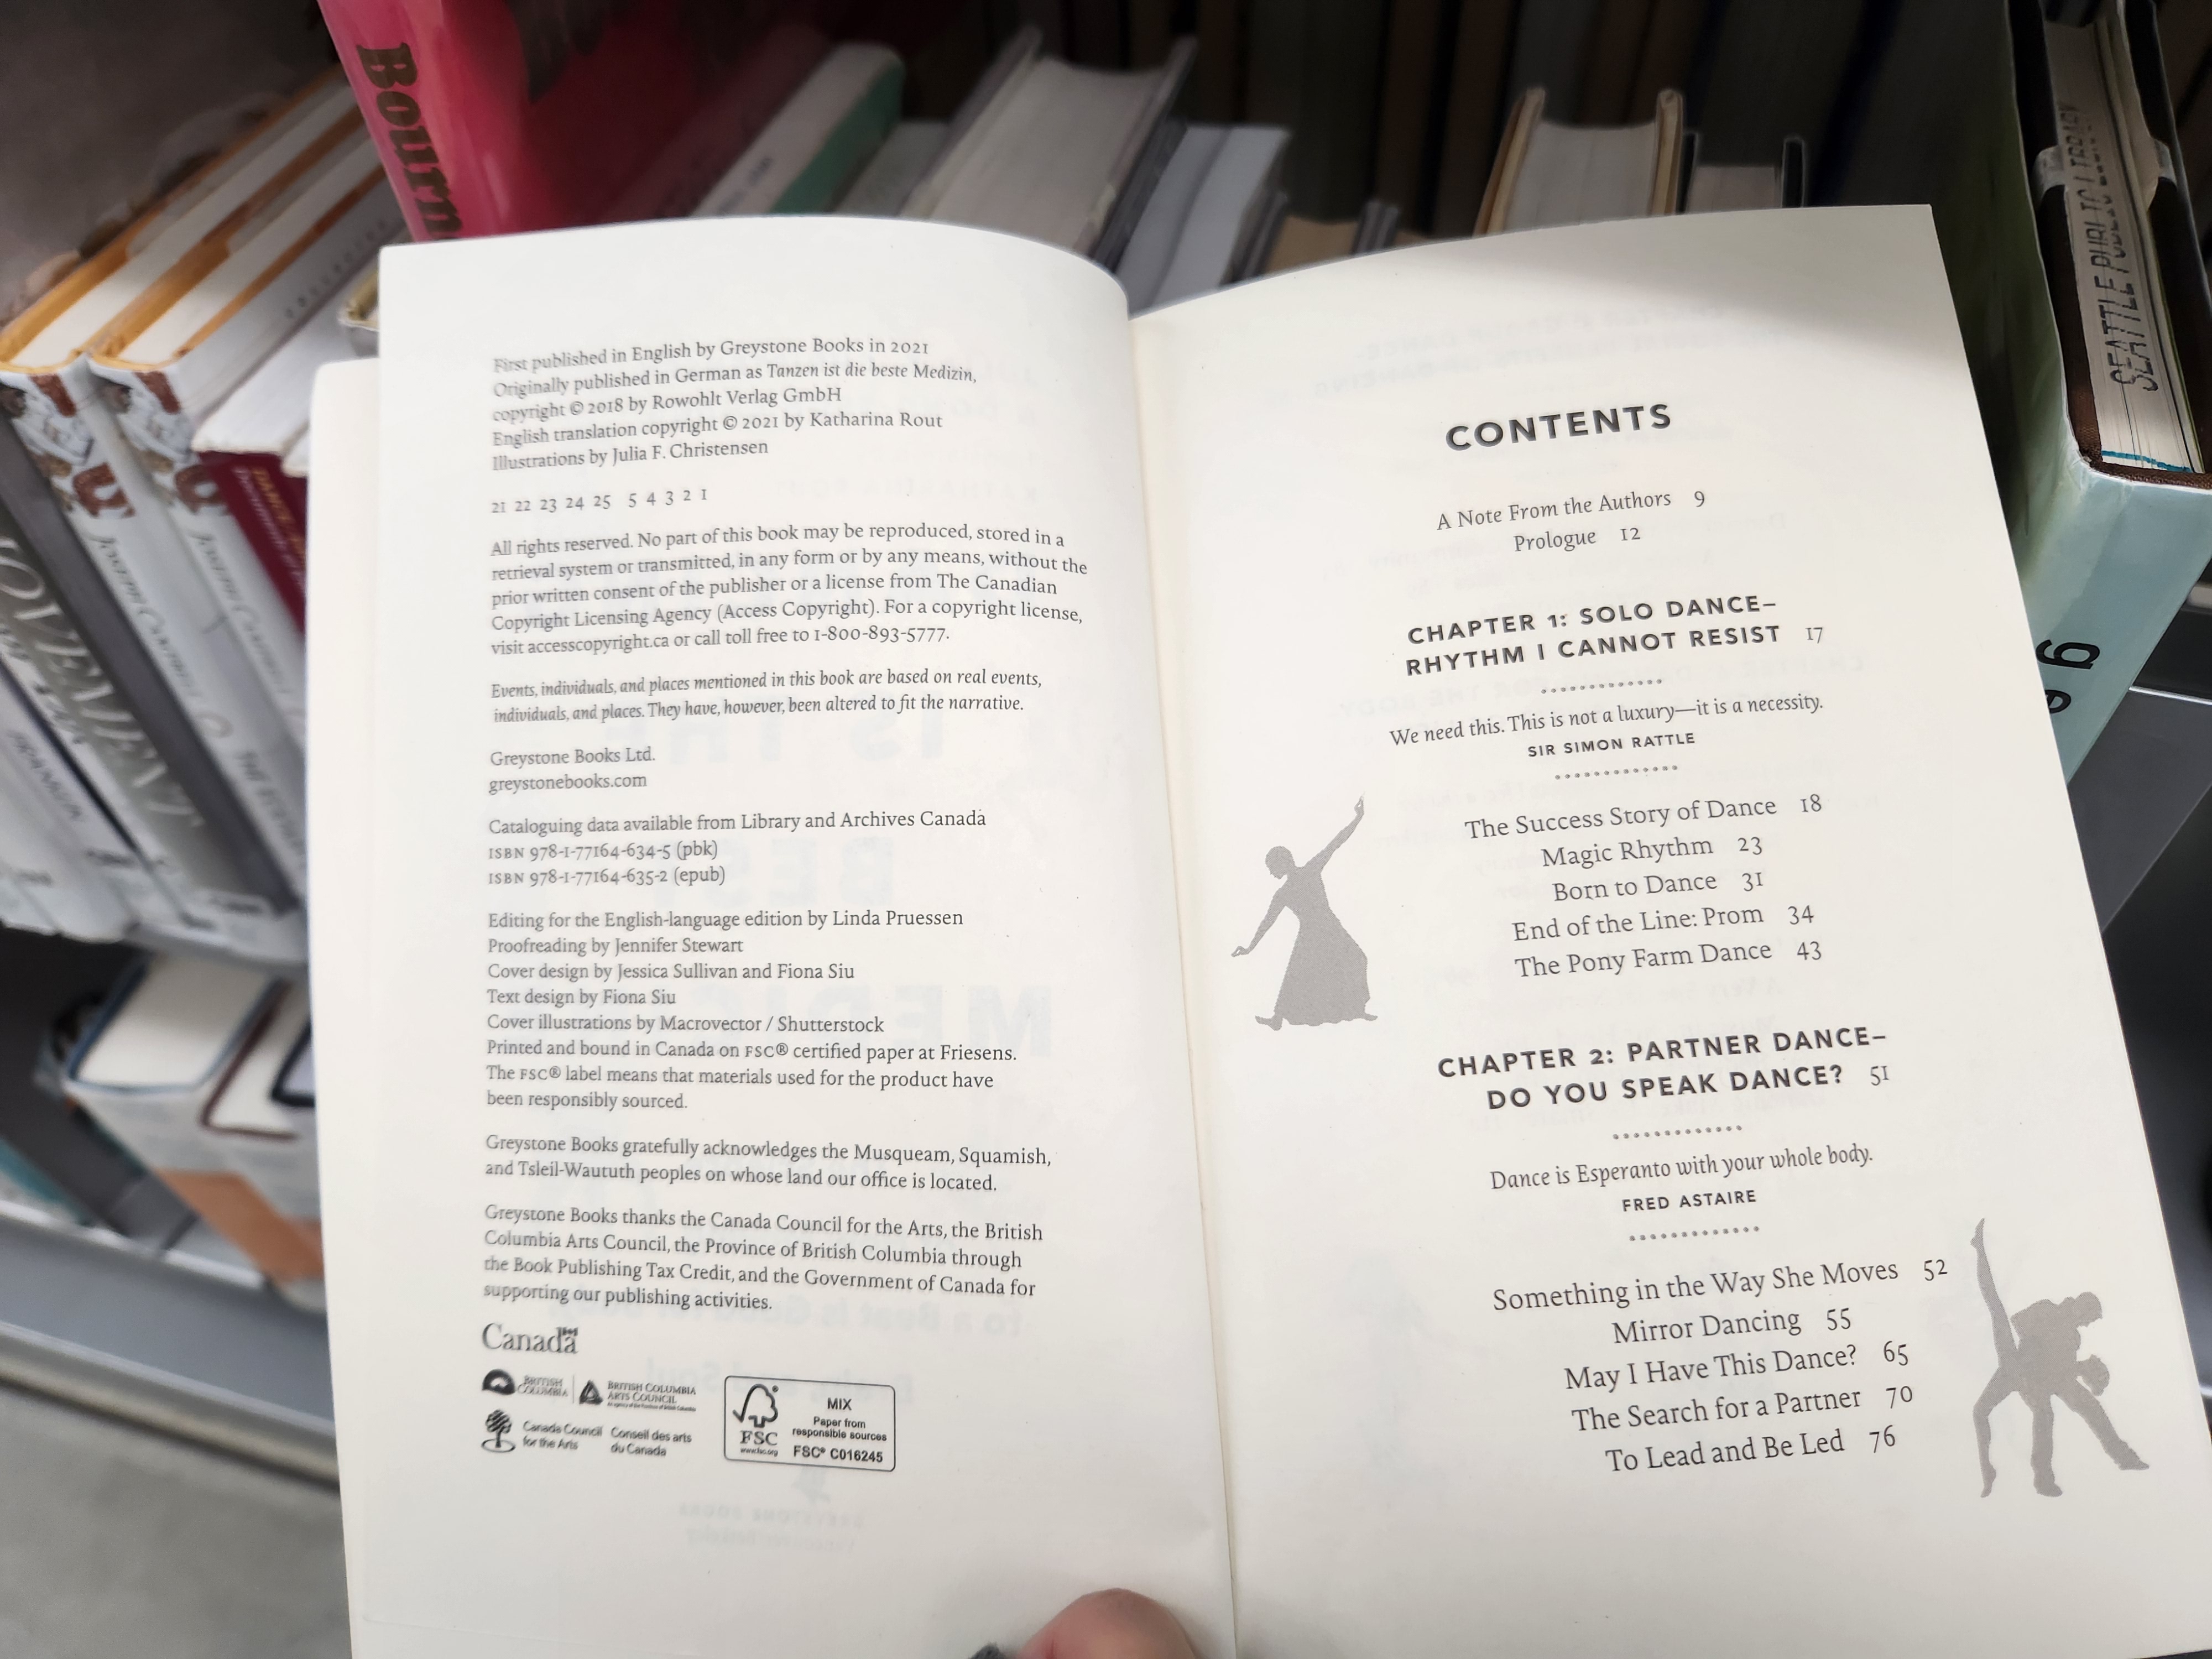 First published in English by Greystone Books in 2021
Originally published in German as Tanzen ist die beste Medizin,
copyright © 2018 by Rowohlt Verlag GmbH
English translation copyright © 2021 by Katharina Rout
Illustrations by Julia F. Christensen
21 22 23 24 25 5 4 3 2 1
All rights reserved. No part of this book may be reproduced, stored in a
retrieval system or transmitted, in any form or by any means, without the
prior written consent of the publisher or a license from The Canadian
Copyright Licensing Agency (Access Copyright). For a copyright license,
visit accesscopyright.ca or call toll free to 1-800-893-5777.
Events, individuals, and places mentioned in this book are based on real events,
individuals, and places. They have, however, been altered to fit the narrative.
Greystone Books Ltd.
greystonebooks.com
Cataloguing data available from Library and Archives Canada
ISBN 978-1-77164-634-5 (pbk)
ISBN 978-1-77164-635-2 (epub)
Editing for the English-language edition by Linda Pruessen
Proofreading by Jennifer Stewart
Cover design by Jessica Sullivan and Fiona Siu
Text design by Fiona Siu
Cover illustrations by Macrovector / Shutterstock
Printed and bound in Canada on FSC® certified paper at Friesens.
The FSC® label means that materials used for the product have
been responsibly sourced.
Greystone Books gratefully acknowledges the Musqueam, Squamish,
and Tsleil-Waututh peoples on whose land our office is located.
Greystone Books thanks the Canada Council for the Arts, the British
Columbia Arts Council, the Province of British Columbia through
the Book Publishing Tax Credit, and the Government of Canada for
supporting our publishing activities.
Canada
BRITISH COLUMBIA
BRITISH COLUMBIA
ARTS COUNCIL
Canada Council for the Arts
Conseil des arts du Canada
FSC
www.fsc.org
MIX
Paper from
responsible sources
FSC® C016245
CONTENTS
A Note From the Authors 9
Prologue 12
CHAPTER 1: SOLO DANCE–
RHYTHM I CANNOT RESIST 17
We need this. This is not a luxury—it is a necessity.
SIR SIMON RATTLE
The Success Story of Dance 18
Magic Rhythm 23
Born to Dance 31
End of the Line: Prom 34
The Pony Farm Dance 43
CHAPTER 2: PARTNER DANCE–
DO YOU SPEAK DANCE? 51
Dance is Esperanto with your whole body.
FRED ASTAIRE
Something in the Way She Moves 52
Mirror Dancing 55
May I Have This Dance? 65
The Search for a Partner 70
To Lead and Be Led 76
Bourn
SEATTLE PUBLIC LIBRARY